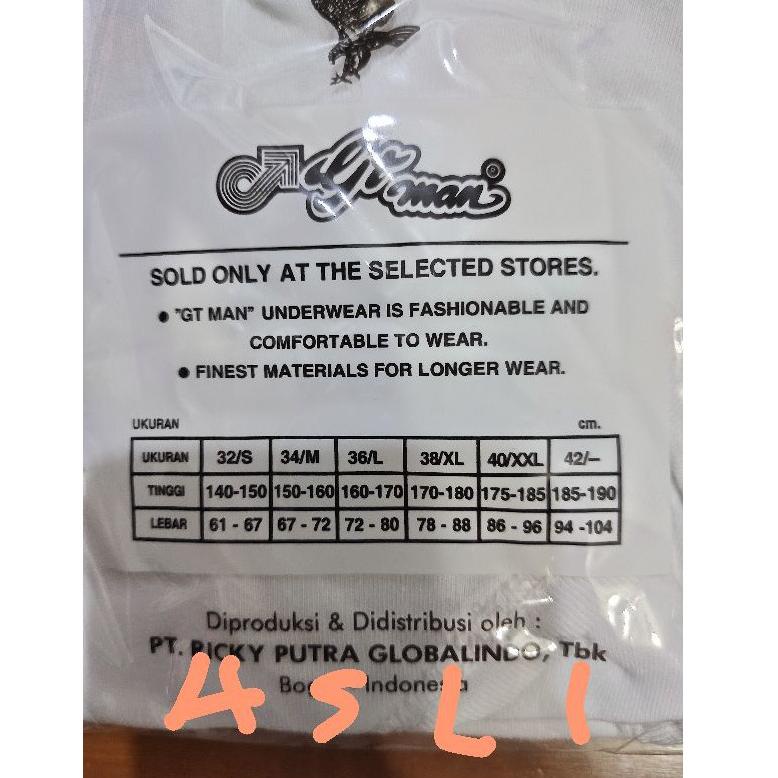 GT man ®
SOLD ONLY AT THE SELECTED STORES.
● "GT MAN" UNDERWEAR IS FASHIONABLE AND
COMFORTABLE TO WEAR.
● FINEST MATERIALS FOR LONGER WEAR.
UKURAN cm.
UKURAN 32/S 34/M 36/L 38/XL 40/XXL 42/–
TINGGI 140-150 150-160 160-170 170-180 175-185 185-190
LEBAR 61 - 67 67 - 72 72 - 80 78 - 88 86 - 96 94 -104
Diproduksi & Didistribusi oleh :
PT. RICKY PUTRA GLOBALINDO, Tbk
Indonesia
ASLI